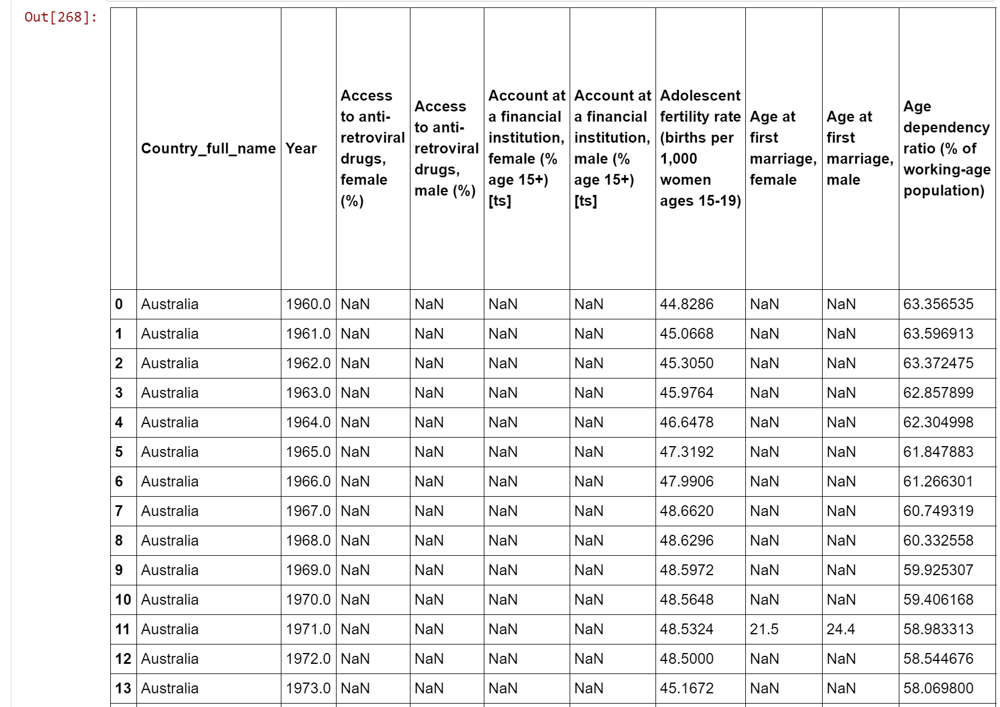 Out[268]:
Country_full_name Year Access to anti-retroviral drugs, female (%) Access to anti-retroviral drugs, male (%) Account at a financial institution, female (% age 15+) [ts] Account at a financial institution, male (% age 15+) [ts] Adolescent fertility rate (births per 1,000 women ages 15-19) Age at first marriage, female Age at first marriage, male Age dependency ratio (% of working-age population)
0 Australia 1960.0 NaN NaN NaN NaN 44.8286 NaN NaN 63.356535
1 Australia 1961.0 NaN NaN NaN NaN 45.0668 NaN NaN 63.596913
2 Australia 1962.0 NaN NaN NaN NaN 45.3050 NaN NaN 63.372475
3 Australia 1963.0 NaN NaN NaN NaN 45.9764 NaN NaN 62.857899
4 Australia 1964.0 NaN NaN NaN NaN 46.6478 NaN NaN 62.304998
5 Australia 1965.0 NaN NaN NaN NaN 47.3192 NaN NaN 61.847883
6 Australia 1966.0 NaN NaN NaN NaN 47.9906 NaN NaN 61.266301
7 Australia 1967.0 NaN NaN NaN NaN 48.6620 NaN NaN 60.749319
8 Australia 1968.0 NaN NaN NaN NaN 48.6296 NaN NaN 60.332558
9 Australia 1969.0 NaN NaN NaN NaN 48.5972 NaN NaN 59.925307
10 Australia 1970.0 NaN NaN NaN NaN 48.5648 NaN NaN 59.406168
11 Australia 1971.0 NaN NaN NaN NaN 48.5324 21.5 24.4 58.983313
12 Australia 1972.0 NaN NaN NaN NaN 48.5000 NaN NaN 58.544676
13 Australia 1973.0 NaN NaN NaN NaN 45.1672 NaN NaN 58.069800